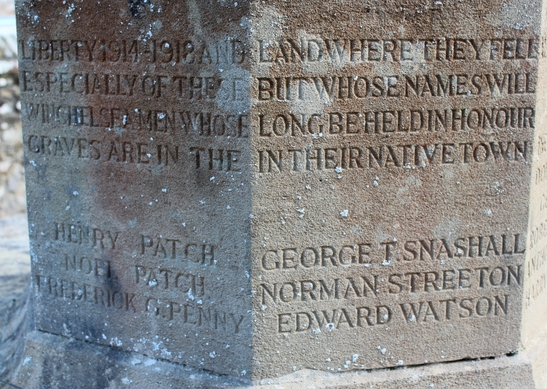 LIBERTY 1914-1918 AND
ESPECIALLY OF THESE
WINCHELSEA MEN WHOSE
GRAVES ARE IN THE
HENRY PATCH
NOEL PATCH
FREDERICK G. PENNY
LAND WHERE THEY FELL
BUT WHOSE NAMES WILL
LONG BE HELD IN HONOUR
IN THEIR NATIVE TOWN
GEORGE T. SNASHALL
NORMAN STREETON
EDWARD WATSON